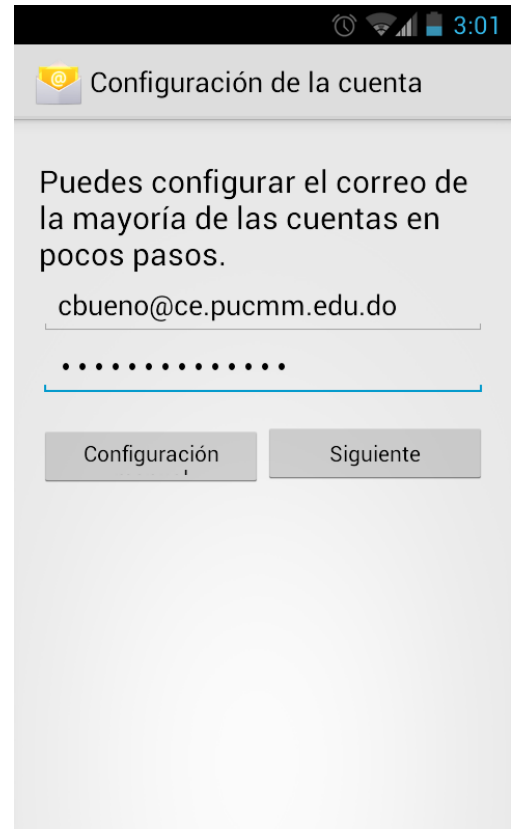 3:01
Configuración de la cuenta
Puedes configurar el correo de
la mayoría de las cuentas en
pocos pasos.
cbueno@ce.pucmm.edu.do
••••••••••••••
Configuración
Siguiente